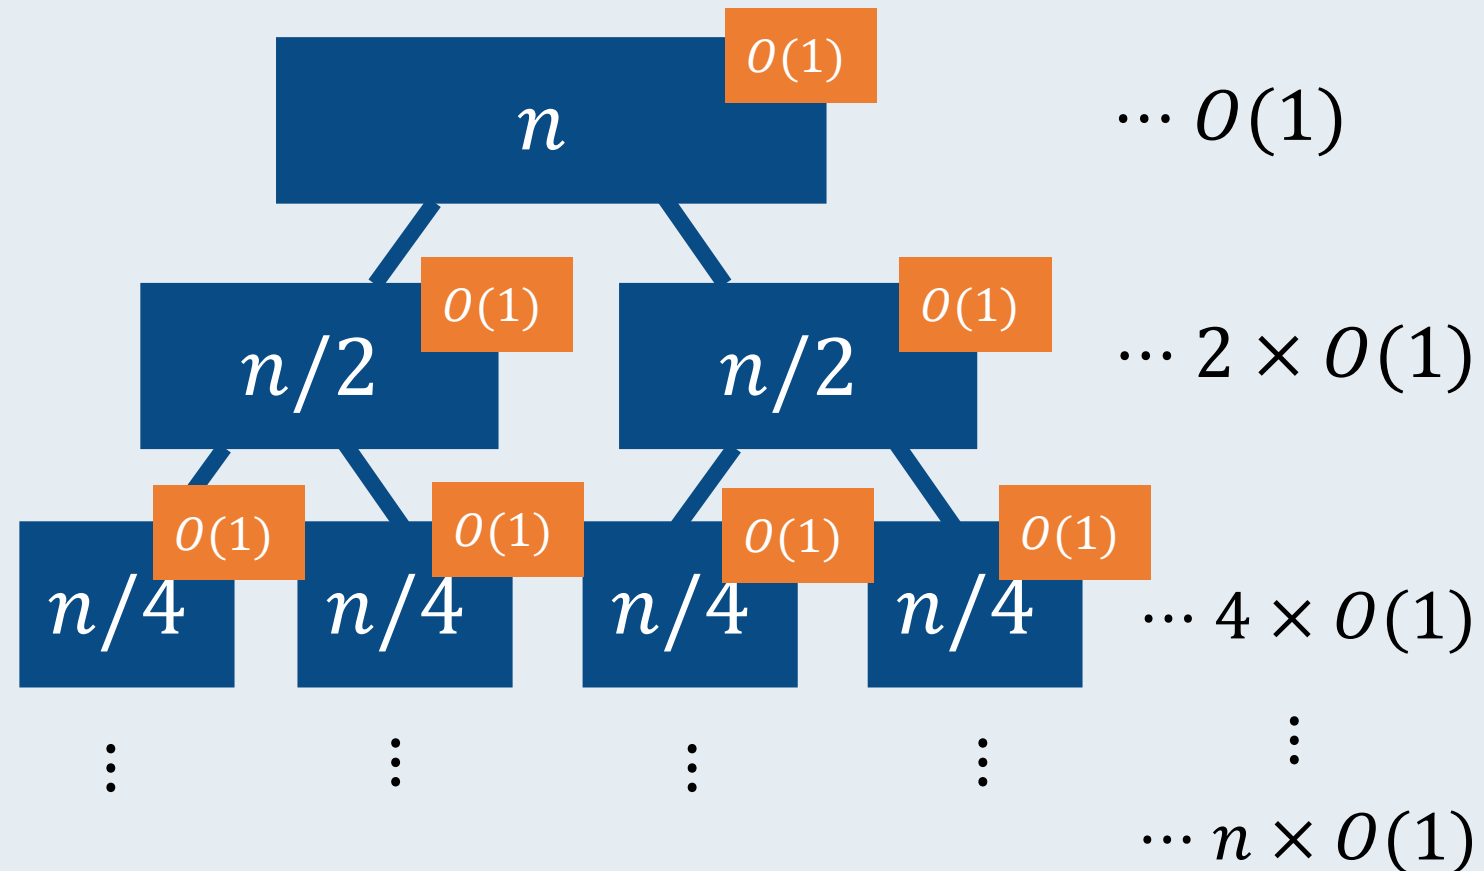 O(1)
n
⋯ O(1)
O(1)
O(1)
n/2
n/2
⋯ 2 × O(1)
O(1)
O(1)
O(1)
O(1)
n/4
n/4
n/4
n/4
⋯ 4 × O(1)
⋮
⋮
⋮
⋮
⋮
⋯ n × O(1)